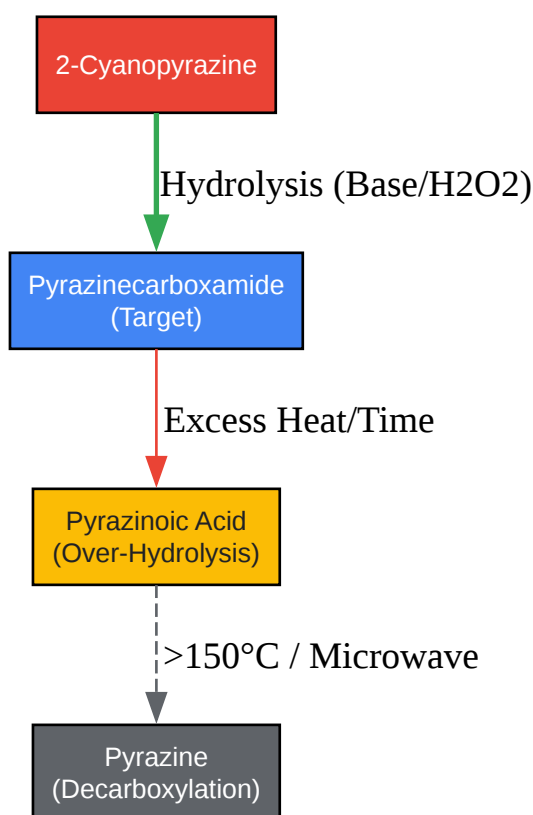 2-Cyanopyrazine
Hydrolysis (Base/H2O2)
Pyrazinecarboxamide
(Target)
Excess Heat/Time
Pyrazinoic Acid
(Over-Hydrolysis)
>150°C / Microwave
Pyrazine
(Decarboxylation)